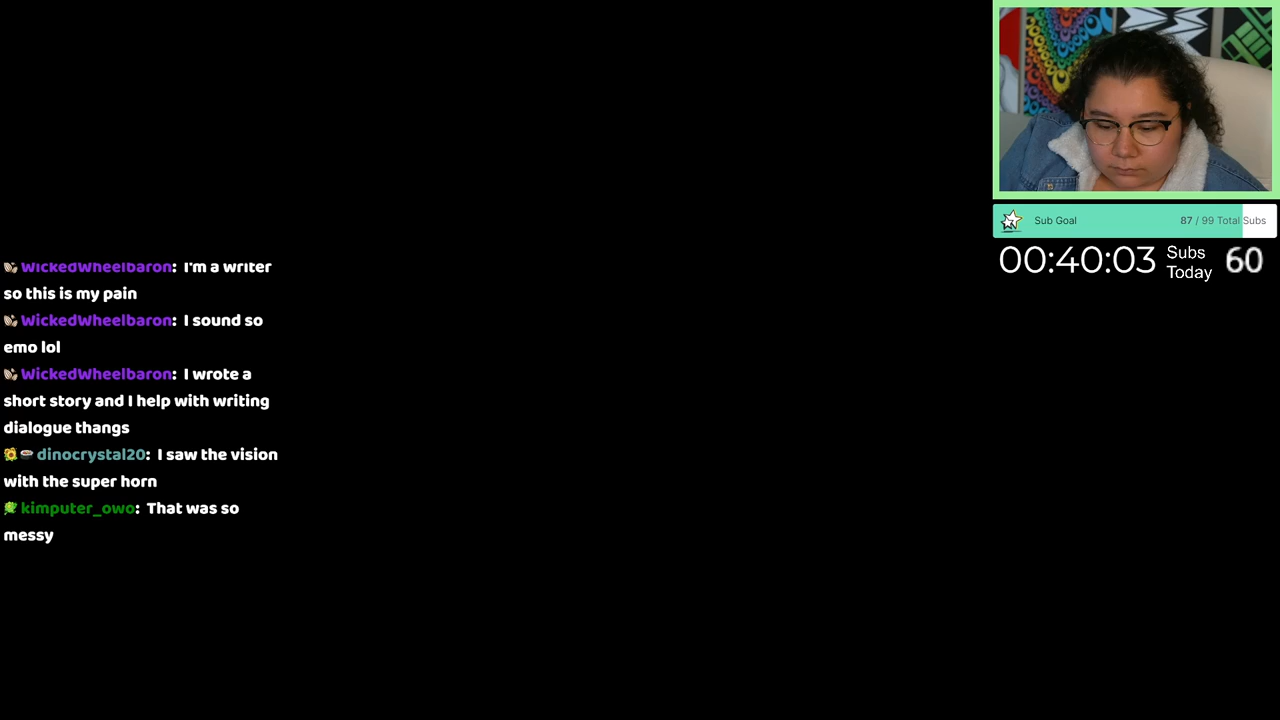 WickedWheelbaron: I'm a writer
so this is my pain
WickedWheelbaron: I sound so
emo lol
WickedWheelbaron: I wrote a
short story and I help with writing
dialogue thangs
dinocrystal20: I saw the vision
with the super horn
kimputer_owo: That was so
messy
Sub Goal 87 / 99 Total Subs
00:40:03 Subs Today 60